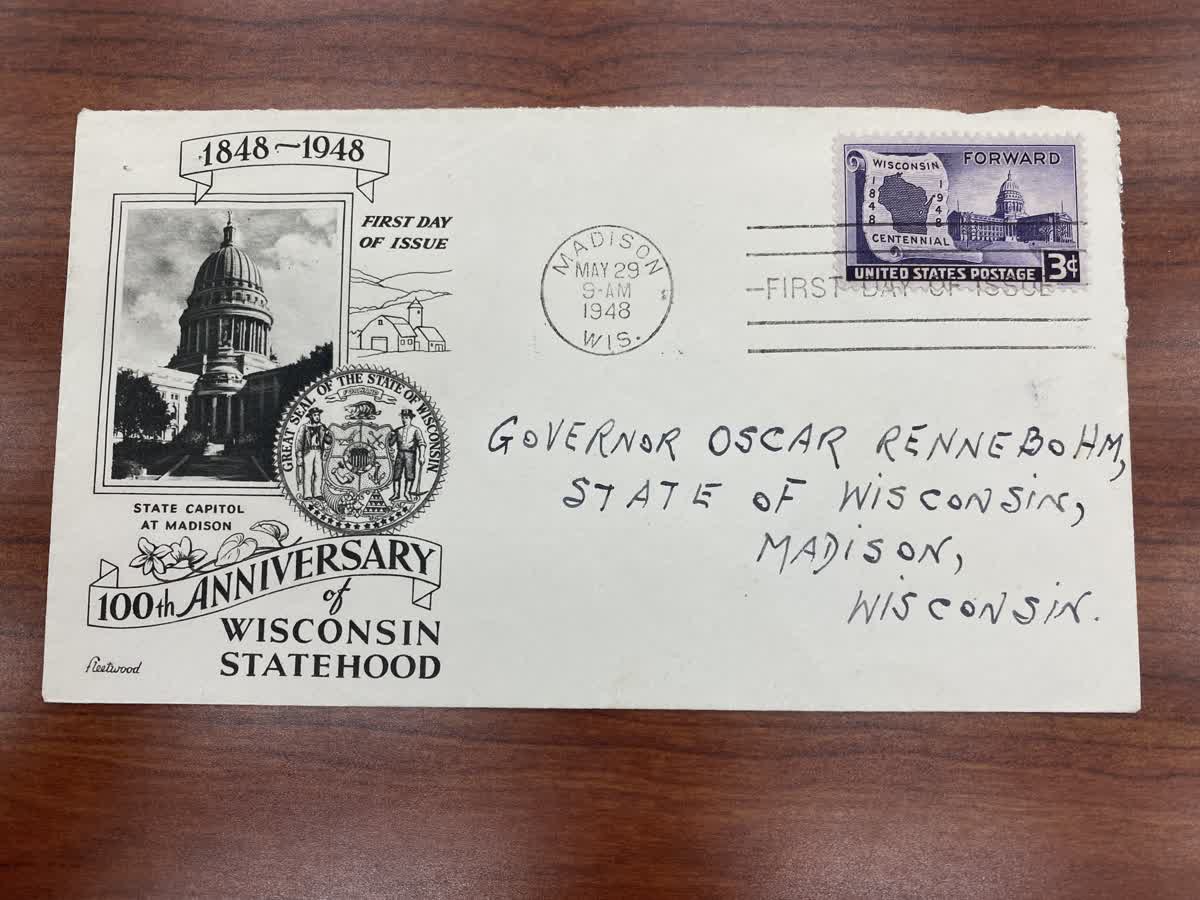 1848~1948
FIRST DAY
OF ISSUE
GREAT SEAL OF THE STATE OF WISCONSIN
STATE CAPITOL
AT MADISON
100th ANNIVERSARY
of
WISCONSIN
STATEHOOD
fleetwood
MADISON
MAY 29
9-AM
1948
WIS.
WISCONSIN
1848
1948
CENTENNIAL
FORWARD
UNITED STATES POSTAGE 3¢
FIRST DAY OF ISSUE
GOVERNOR OSCAR RENNEBOHM,
STATE OF WISCONSIN,
MADISON,
WISCONSIN.